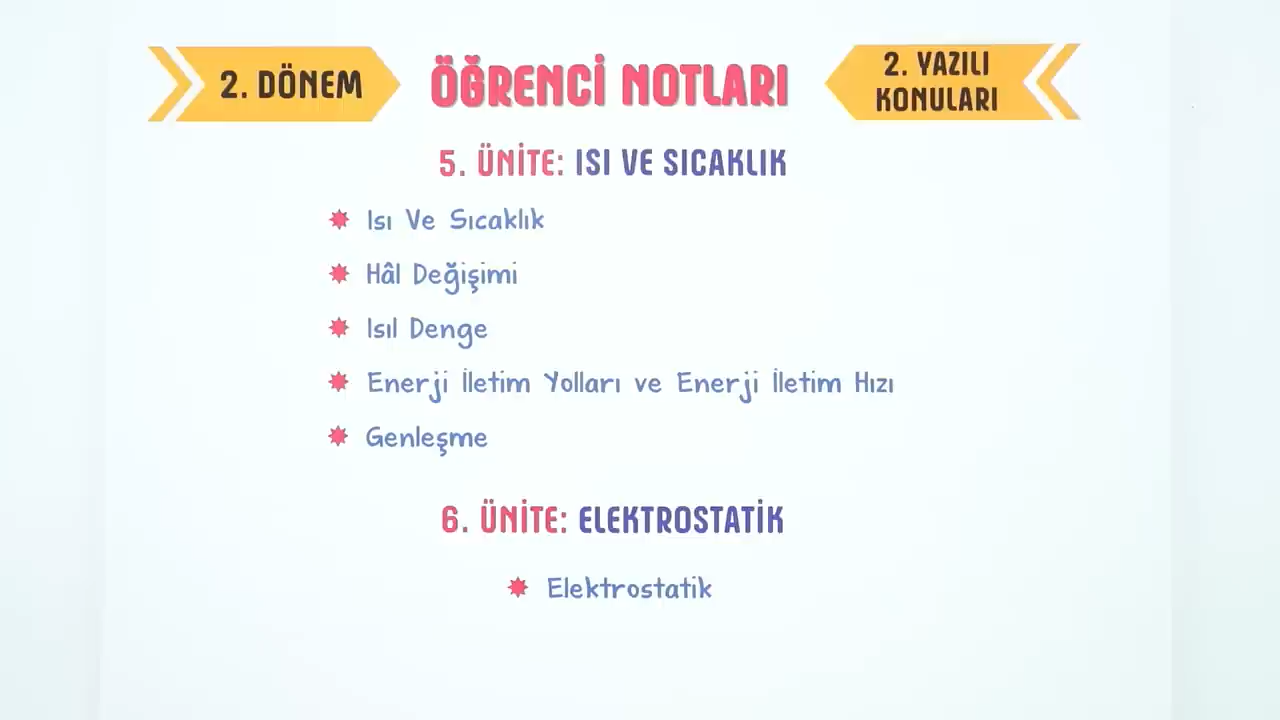 2. DÖNEM
ÖĞRENCİ NOTLARI
2. YAZILI
KONULARI
5. ÜNİTE: ISI VE SICAKLIK
Isı Ve Sıcaklık
Hâl Değişimi
Isıl Denge
Enerji İletim Yolları ve Enerji İletim Hızı
Genleşme
6. ÜNİTE: ELEKTROSTATİK
Elektrostatik